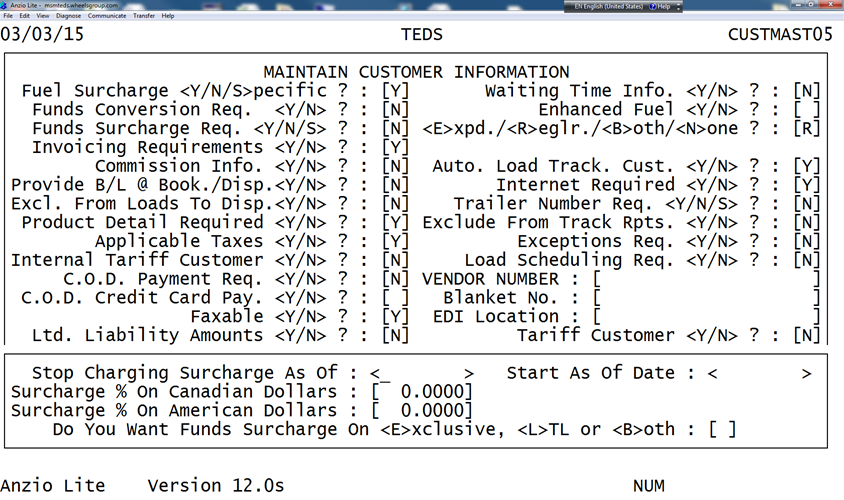 Anzio Lite - momteds.wheelsgroup.com EN English (United States) Help
File Edit View Diagnose Communicate Transfer Help
03/03/15 TEDS CUSTMAST05
MAINTAIN CUSTOMER INFORMATION
Fuel Surcharge <Y/N/S>pecific ? : [Y] Waiting Time Info. <Y/N> ? : [N]
Funds Conversion Req. <Y/N> ? : [N] Enhanced Fuel <Y/N> ? : [ ]
Funds Surcharge Req. <Y/N/S> ? : [N] <E>xpd./<R>eglr./<B>oth/<N>one ? : [R]
Invoicing Requirements <Y/N> ? : [Y]
Commission Info. <Y/N> ? : [N] Auto. Load Track. Cust. <Y/N> ? : [Y]
Provide B/L @ Book./Disp.<Y/N> ? : [N] Internet Required <Y/N> ? : [Y]
Excl. From Loads To Disp.<Y/N> ? : [N] Trailer Number Req. <Y/N/S> ? : [N]
Product Detail Required <Y/N> ? : [Y] Exclude From Track Rpts. <Y/N> ? : [N]
Applicable Taxes <Y/N> ? : [Y] Exceptions Req. <Y/N> ? : [N]
Internal Tariff Customer <Y/N> ? : [N] Load Scheduling Req. <Y/N> ? : [N]
C.O.D. Payment Req. <Y/N> ? : [N] VENDOR NUMBER : [ ]
C.O.D. Credit Card Pay. <Y/N> ? : [ ] Blanket No. : [ ]
Faxable <Y/N> ? : [Y] EDI Location : [ ]
Ltd. Liability Amounts <Y/N> ? : [N] Tariff Customer <Y/N> ? : [N]
Stop Charging Surcharge As Of : <_ > Start As Of Date : < >
Surcharge % On Canadian Dollars : [ 0.0000]
Surcharge % On American Dollars : [ 0.0000]
Do You Want Funds Surcharge On <E>xclusive, <L>TL or <B>oth : [ ]
Anzio Lite Version 12.0s NUM